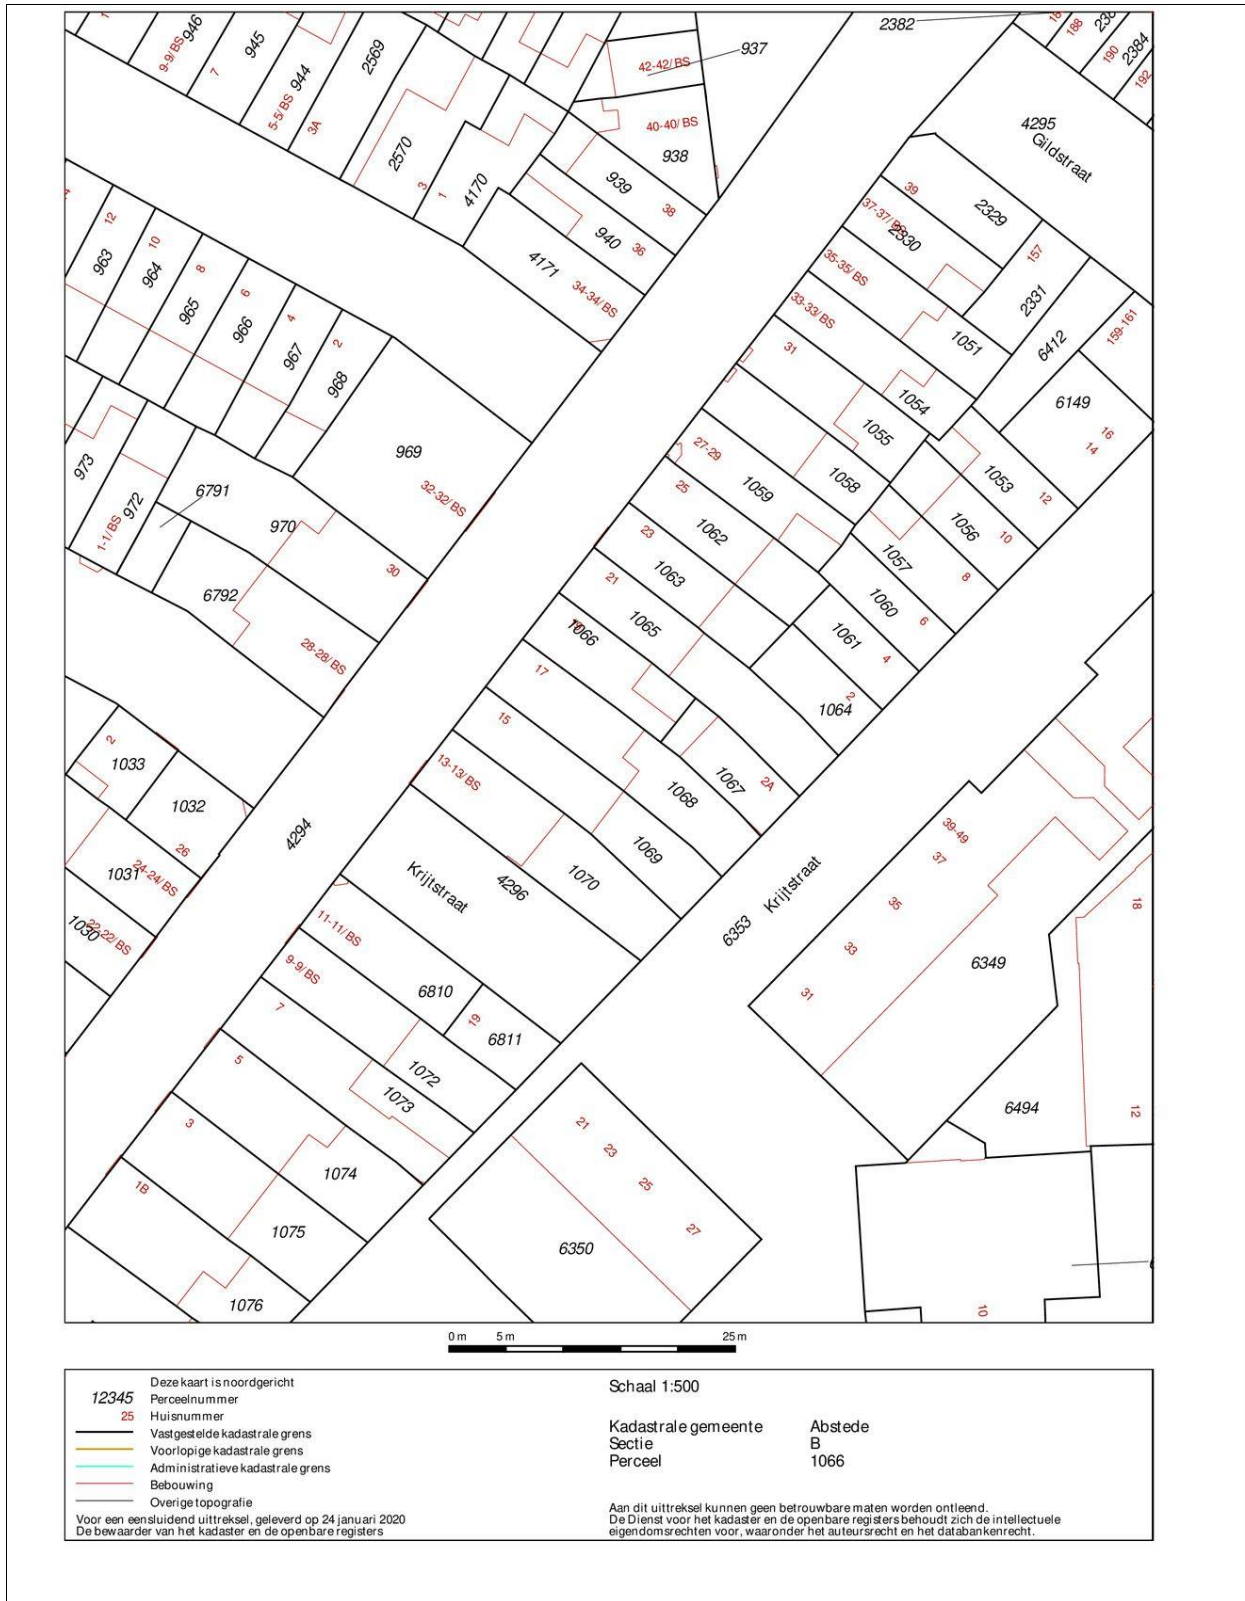 2382
188
238
190
2384
192
946
9-9/BS
945
7
944
5-5/BS
2569
3A
42-42/BS
937
40-40/BS
938
4295
Gildstraat
2570
3
1
4170
939
38
940
36
4171
34-34/BS
39
2329
37-37/BS
2330
157
2331
35-35/BS
33-33/BS
31
1051
6412
159-161
6149
16
14
12
963
10
964
8
965
6
966
4
967
2
968
969
32-32/BS
1054
1055
1058
1053
12
1056
10
1057
8
27-29
1059
25
1062
23
1063
21
1065
1066
1060
6
1061
4
2
1064
973
972
1-1/BS
6791
970
30
6792
28-28/BS
17
15
13-13/BS
1067
2A
1068
1069
1070
2
1033
1032
26
1031
24-24/BS
1030
22-22/BS
4294
Krijtstraat
4296
Krijtstraat
6353
39-49
37
35
33
31
6349
18
12
6494
11-11/BS
6810
19
6811
9-9/BS
7
1072
1073
5
3
1074
1B
1075
1076
21
23
25
27
6350
10
0 m 5 m 25 m
Deze kaart is noordgericht
12345 Perceelnummer
25 Huisnummer
Vastgestelde kadastrale grens
Voorlopige kadastrale grens
Administratieve kadastrale grens
Bebouwing
Overige topografie
Voor een eensluidend uittreksel, geleverd op 24 januari 2020
De bewaarder van het kadaster en de openbare registers
Schaal 1:500
Kadastrale gemeente Abstede
Sectie B
Perceel 1066
Aan dit uittreksel kunnen geen betrouwbare maten worden ontleend.
De Dienst voor het kadaster en de openbare registers behoudt zich de intellectuele
eigendomsrechten voor, waaronder het auteursrecht en het databankenrecht.